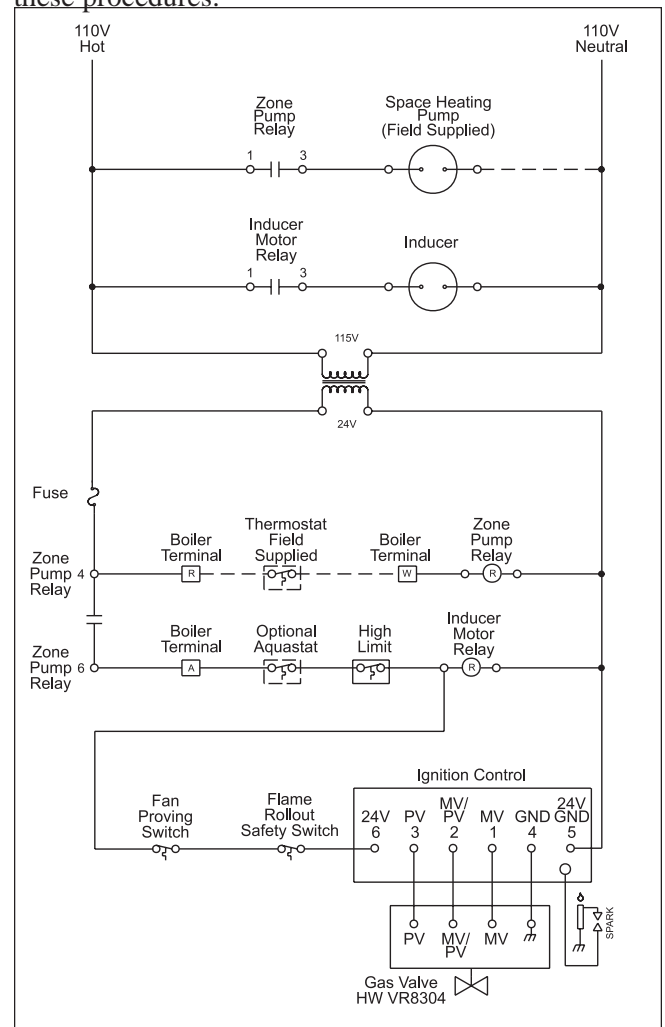 these procedures.
110V
Hot
110V
Neutral
Zone
Pump
Relay
1 3
Space Heating
Pump
(Field Supplied)
Inducer
Motor
Relay
1 3
Inducer
115V
24V
Fuse
Zone
Pump 4
Relay
Boiler
Terminal
R
Thermostat
Field
Supplied
Boiler
Terminal
W
Zone
Pump
Relay
R
Zone
Pump 6
Relay
Boiler
Terminal
A
Optional
Aquastat
High
Limit
Inducer
Motor
Relay
R
Fan
Proving
Switch
Flame
Rollout
Safety Switch
Ignition Control
24V
6
PV
3
MV/
PV
2
MV
1
GND
4
24V
GND
5
SPARK
PV
MV/
PV
MV
Gas Valve
HW VR8304